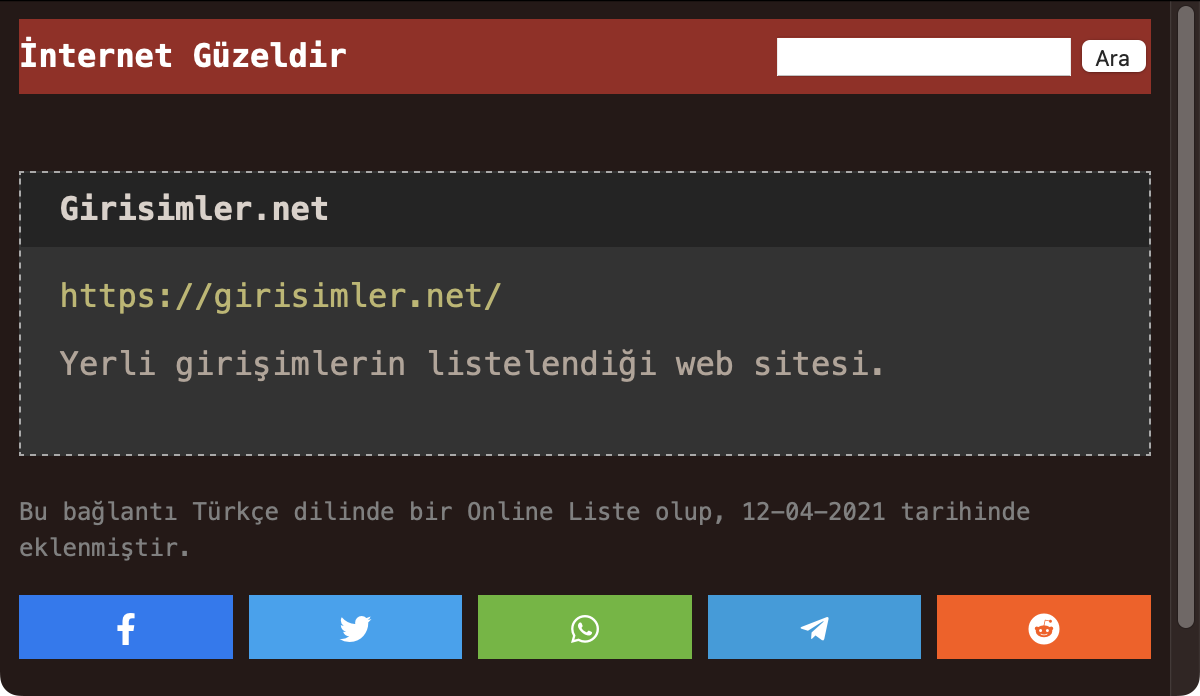 İnternet Güzeldir
Ara
Girisimler.net
https://girisimler.net/
Yerli girişimlerin listelendiği web sitesi.
Bu bağlantı Türkçe dilinde bir Online Liste olup, 12-04-2021 tarihinde
eklenmiştir.